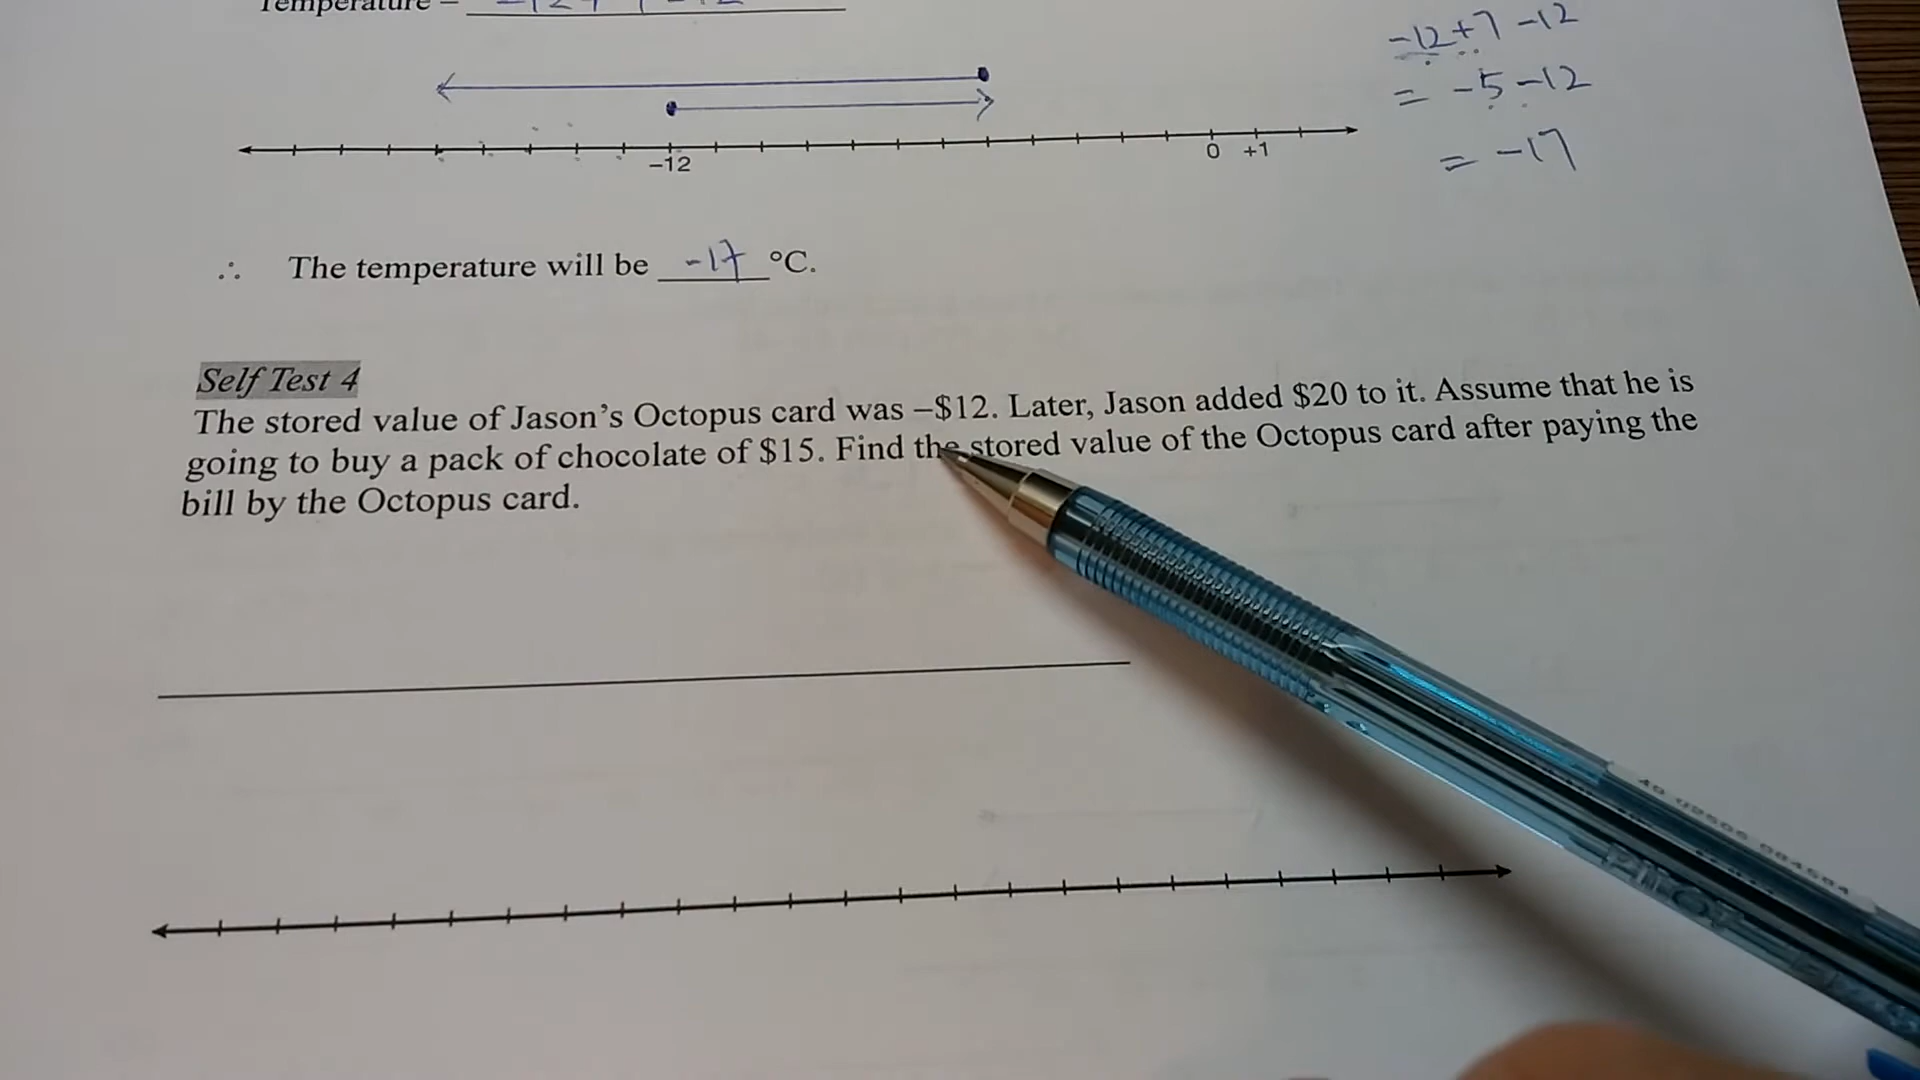 Temperature = -12+7-12
-12+7-12
= -5-12
= -17
-12 0 +1
∴ The temperature will be -17 °C.
Self Test 4
The stored value of Jason's Octopus card was –$12. Later, Jason added $20 to it. Assume that he is
going to buy a pack of chocolate of $15. Find the stored value of the Octopus card after paying the
bill by the Octopus card.
PILOT